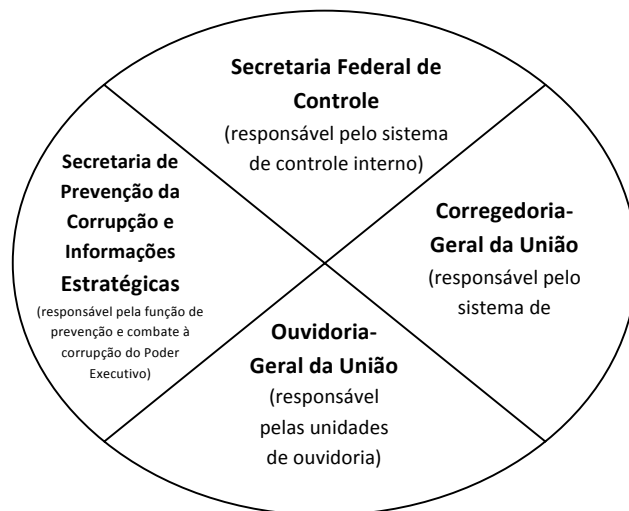 Secretaria Federal de
Controle
(responsável pelo sistema
de controle interno)
Secretaria de
Prevenção da
Corrupção e
Informações
Estratégicas
(responsável pela função de
prevenção e combate à
corrupção do Poder
Executivo)
Corregedoria-
Geral da União
(responsável pelo
sistema de
Ouvidoria-
Geral da União
(responsável
pelas unidades
de ouvidoria)